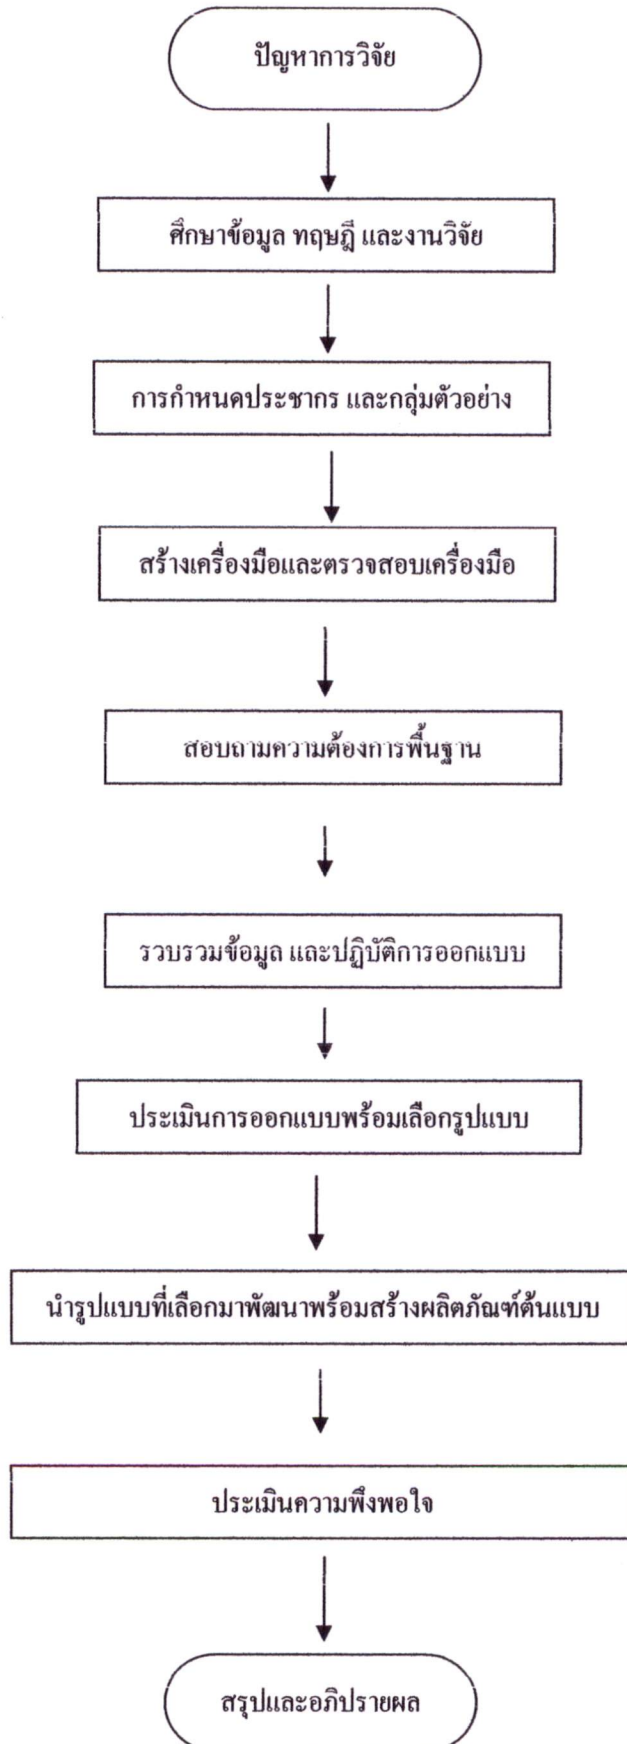 ปัญหาการวิจัย
ศึกษาข้อมูล ทฤษฎี และงานวิจัย
การกำหนดประชากร และกลุ่มตัวอย่าง
สร้างเครื่องมือและตรวจสอบเครื่องมือ
สอบถามความต้องการพื้นฐาน
รวบรวมข้อมูล และปฏิบัติการออกแบบ
ประเมินการออกแบบพร้อมเลือกรูปแบบ
นำรูปแบบที่เลือกมาพัฒนาพร้อมสร้างผลิตภัณฑ์ต้นแบบ
ประเมินความพึงพอใจ
สรุปและอภิปรายผล